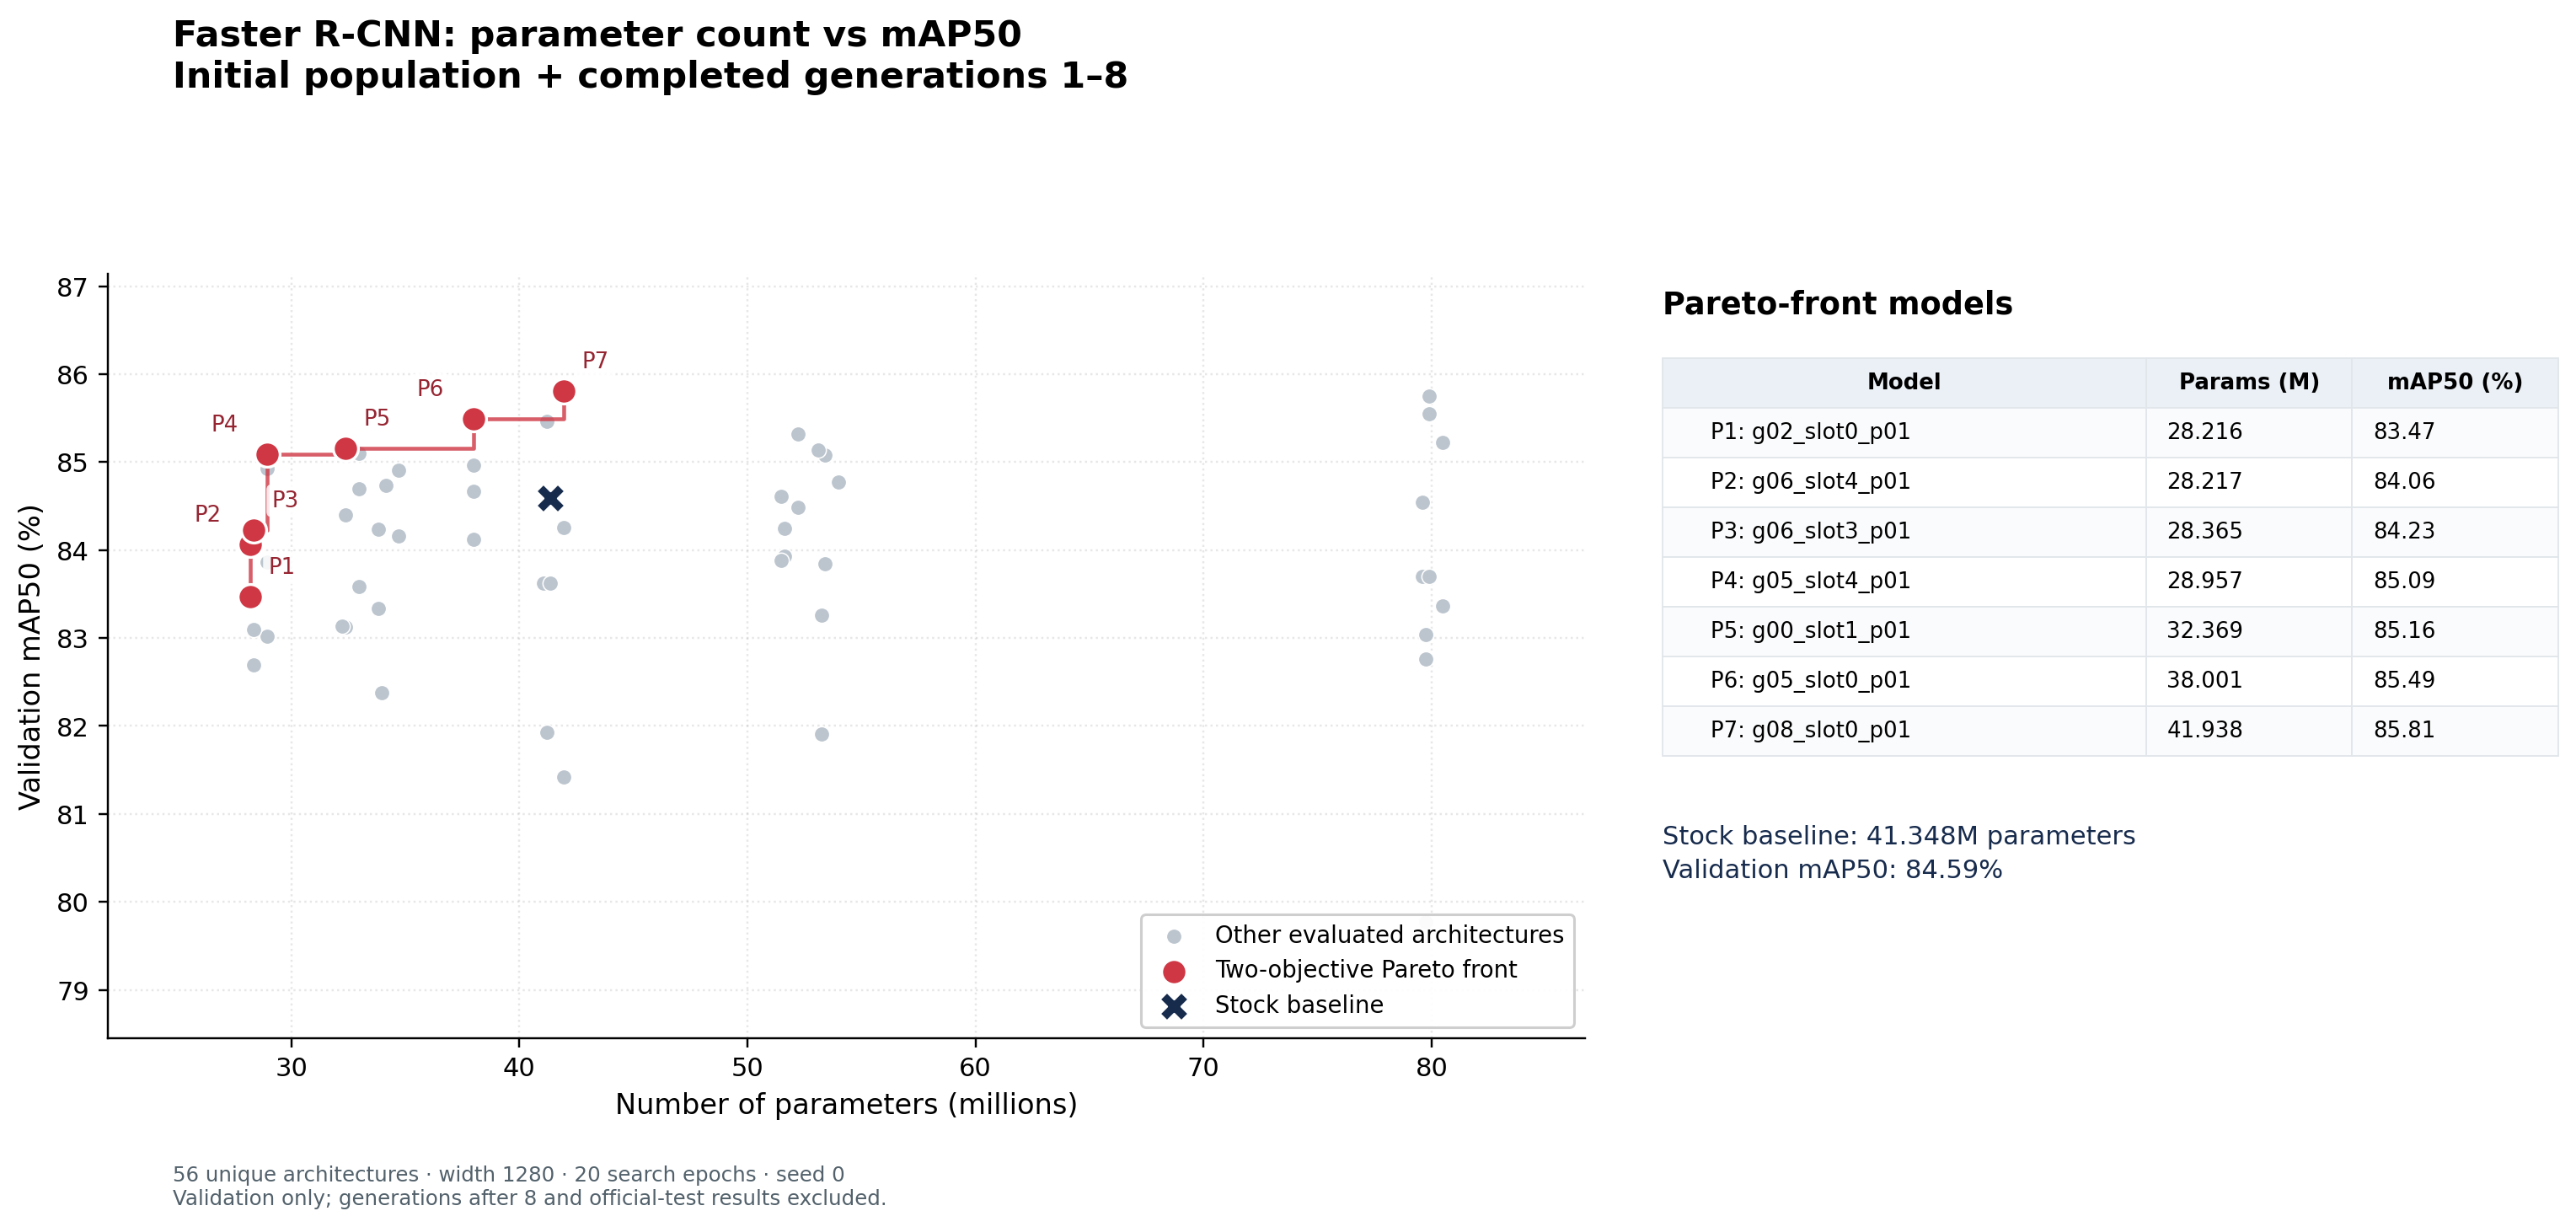 Faster R-CNN: parameter count vs mAP50
Initial population + completed generations 1–8
Validation mAP50 (%)
87
86
85
84
83
82
81
80
79
P7
P6
P5
P4
P3
P2
P1
Other evaluated architectures
Two-objective Pareto front
Stock baseline
30 40 50 60 70 80
Number of parameters (millions)
56 unique architectures · width 1280 · 20 search epochs · seed 0
Validation only; generations after 8 and official-test results excluded.
Pareto-front models
Model Params (M) mAP50 (%)
P1: g02_slot0_p01 28.216 83.47
P2: g06_slot4_p01 28.217 84.06
P3: g06_slot3_p01 28.365 84.23
P4: g05_slot4_p01 28.957 85.09
P5: g00_slot1_p01 32.369 85.16
P6: g05_slot0_p01 38.001 85.49
P7: g08_slot0_p01 41.938 85.81
Stock baseline: 41.348M parameters
Validation mAP50: 84.59%